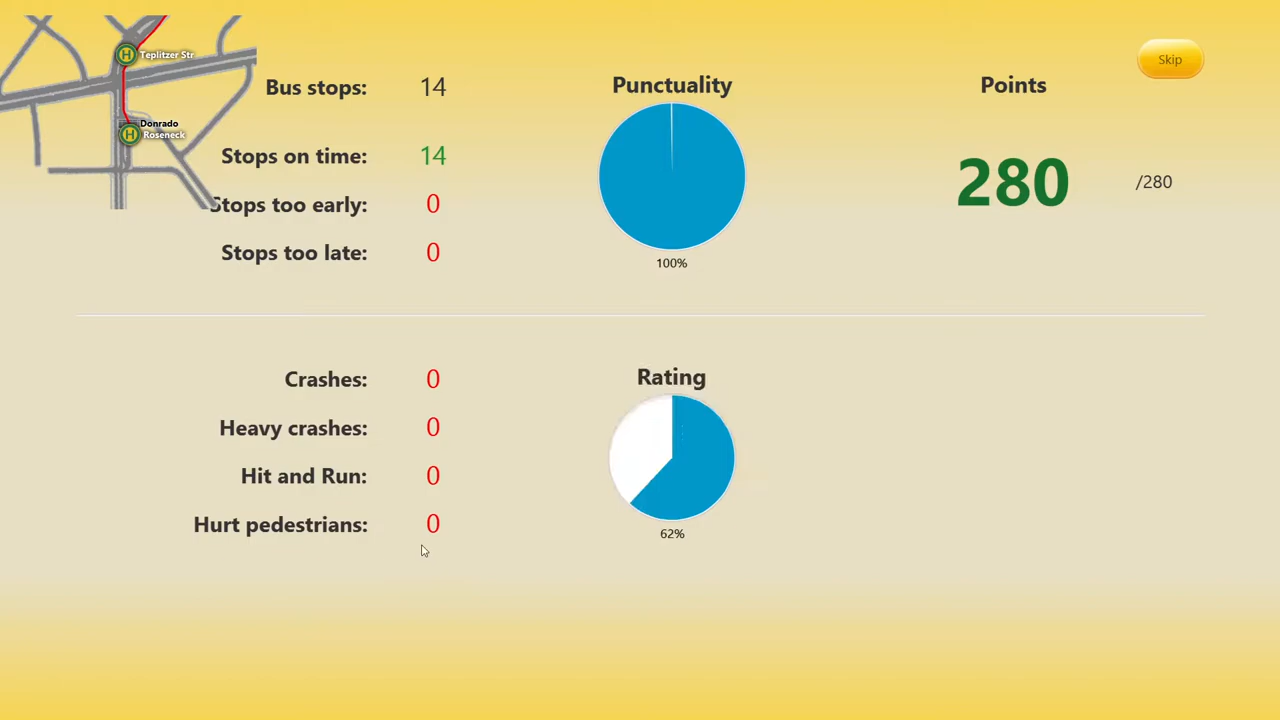 H Teplitzer Str
Donrado
H Roseneck
Bus stops: 14
Stops on time: 14
Stops too early: 0
Stops too late: 0
Punctuality
100%
Points
280 /280
Skip
Crashes: 0
Heavy crashes: 0
Hit and Run: 0
Hurt pedestrians: 0
Rating
62%